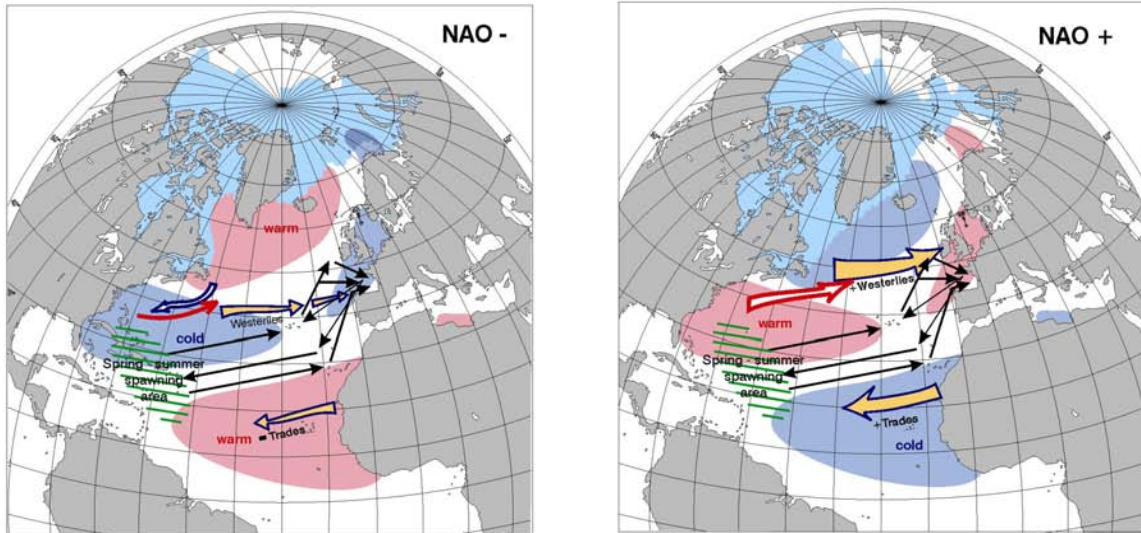 NAO -
warm
Westerlies
cold
Spring - summer
spawning
area
warm
- Trades
NAO +
+Westerlies
warm
Spring - summer
spawning
area
+Trades
cold